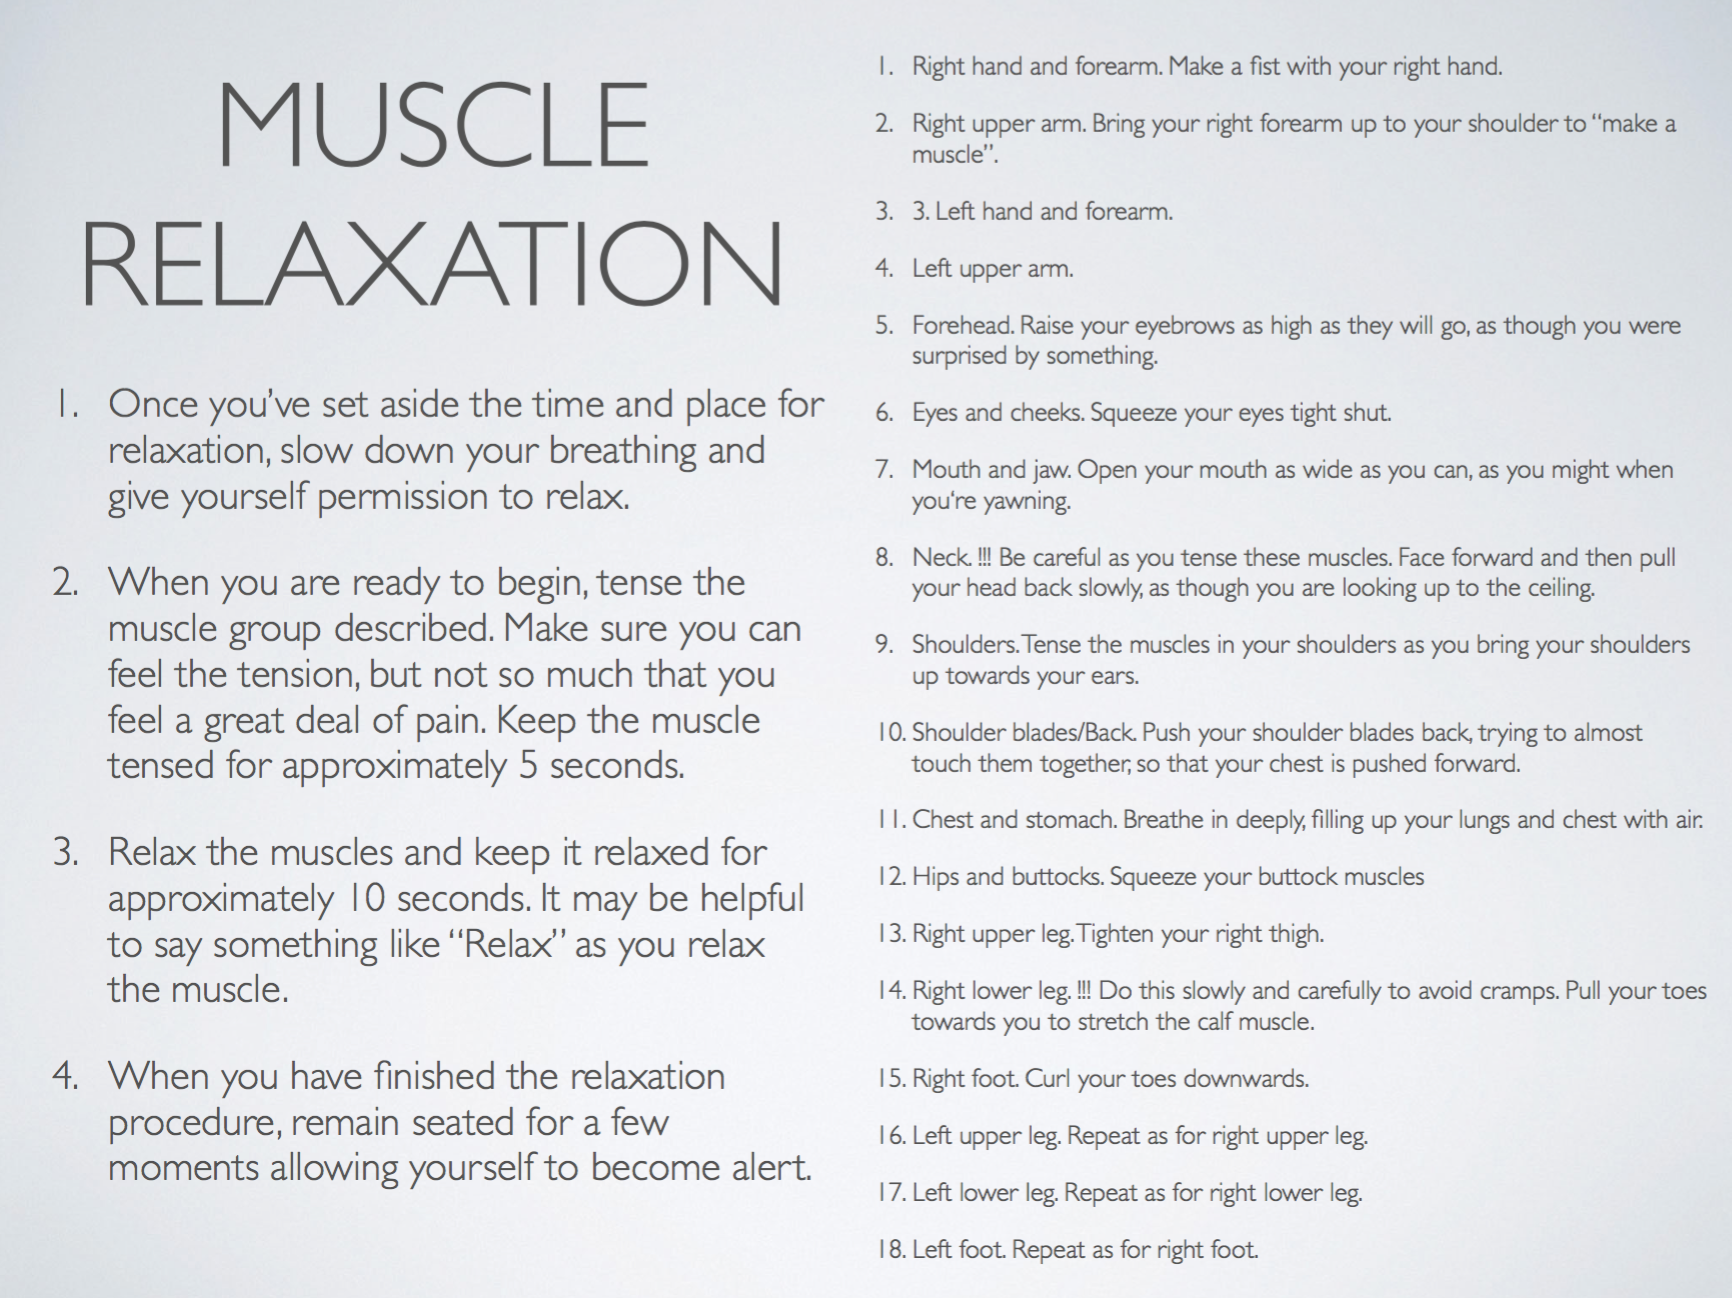 MUSCLE
RELAXATION
1. Once you’ve set aside the time and place for
relaxation, slow down your breathing and
give yourself permission to relax.
2. When you are ready to begin, tense the
muscle group described. Make sure you can
feel the tension, but not so much that you
feel a great deal of pain. Keep the muscle
tensed for approximately 5 seconds.
3. Relax the muscles and keep it relaxed for
approximately 10 seconds. It may be helpful
to say something like “Relax” as you relax
the muscle.
4. When you have finished the relaxation
procedure, remain seated for a few
moments allowing yourself to become alert.
1. Right hand and forearm. Make a fist with your right hand.
2. Right upper arm. Bring your right forearm up to your shoulder to “make a
muscle”.
3. 3. Left hand and forearm.
4. Left upper arm.
5. Forehead. Raise your eyebrows as high as they will go, as though you were
surprised by something.
6. Eyes and cheeks. Squeeze your eyes tight shut.
7. Mouth and jaw. Open your mouth as wide as you can, as you might when
you‘re yawning.
8. Neck. !!! Be careful as you tense these muscles. Face forward and then pull
your head back slowly, as though you are looking up to the ceiling.
9. Shoulders. Tense the muscles in your shoulders as you bring your shoulders
up towards your ears.
10. Shoulder blades/Back. Push your shoulder blades back, trying to almost
touch them together, so that your chest is pushed forward.
11. Chest and stomach. Breathe in deeply, filling up your lungs and chest with air.
12. Hips and buttocks. Squeeze your buttock muscles
13. Right upper leg. Tighten your right thigh.
14. Right lower leg. !!! Do this slowly and carefully to avoid cramps. Pull your toes
towards you to stretch the calf muscle.
15. Right foot. Curl your toes downwards.
16. Left upper leg. Repeat as for right upper leg.
17. Left lower leg. Repeat as for right lower leg.
18. Left foot. Repeat as for right foot.